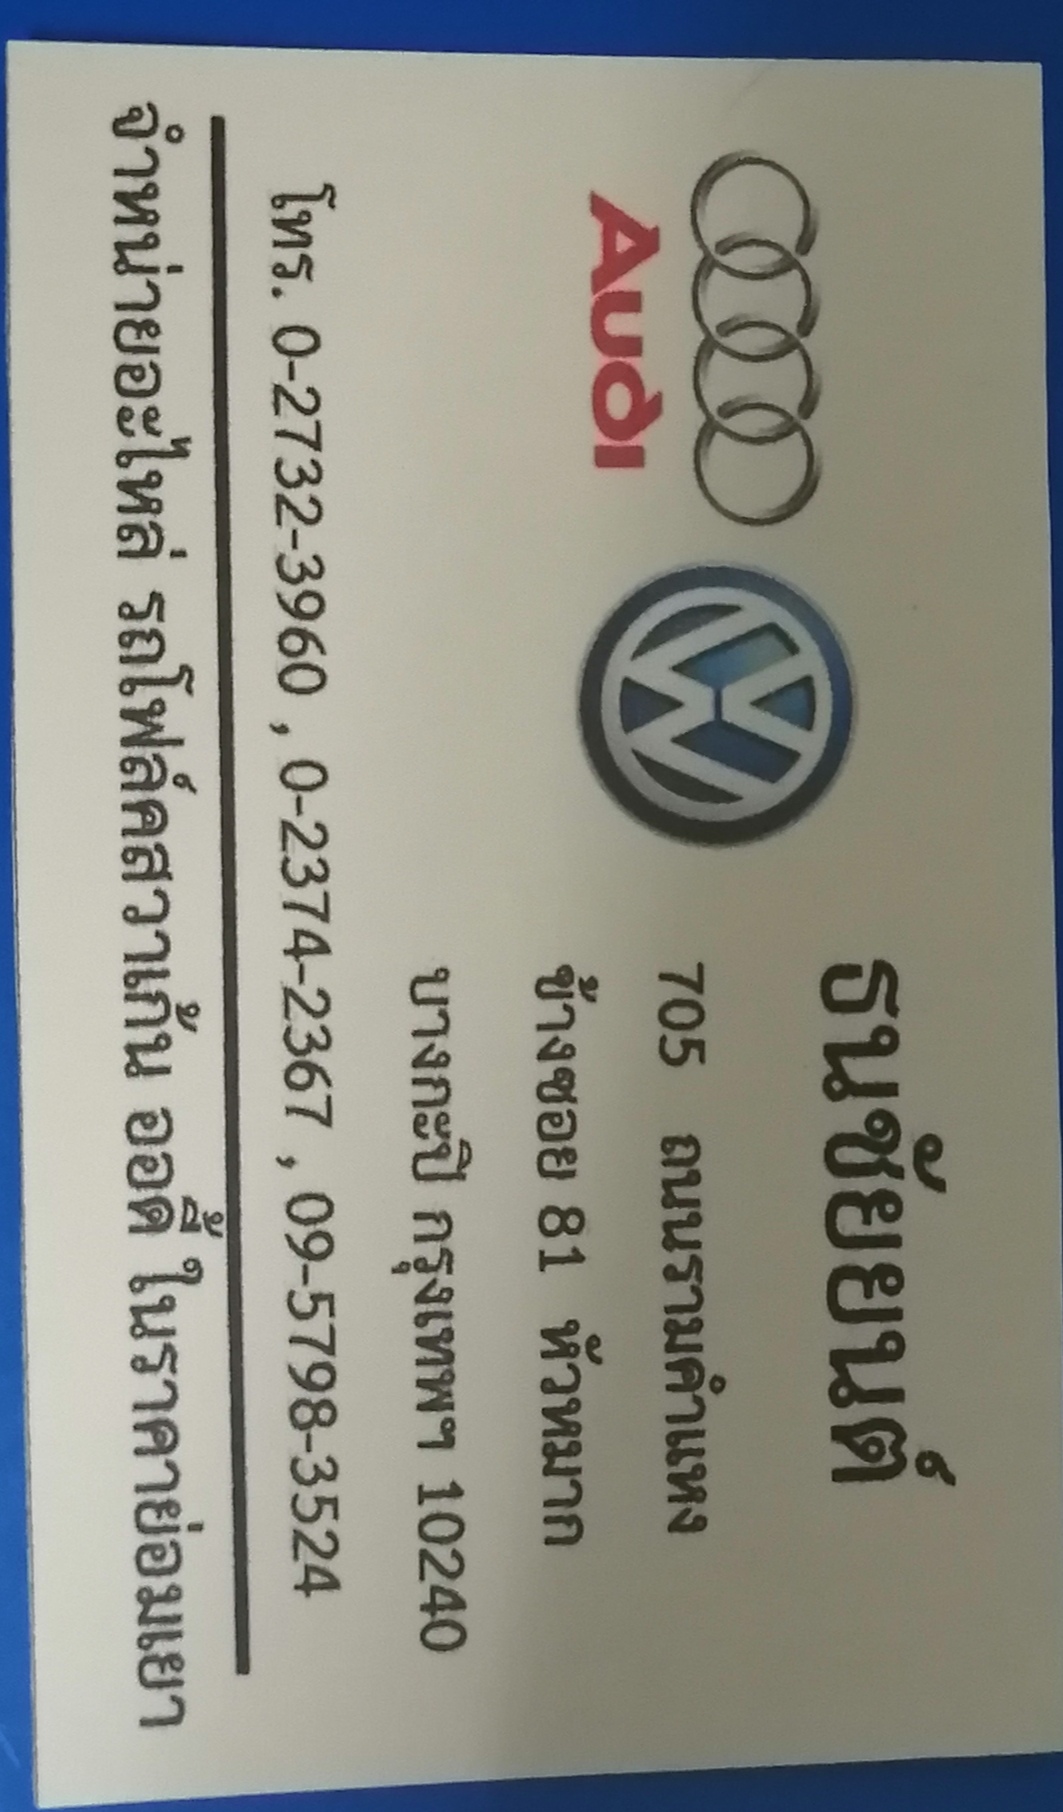 ธนชัยยนต์
Audi
705 ถนนรามคำแหง
ข้างซอย 81 หัวหมาก
บางกะปิ กรุงเทพฯ 10240
โทร. 0-2732-3960 , 0-2374-2367 , 09-5798-3524
จำหน่ายอะไหล่ รถโฟล์คสวาเก้น ออดี้ ในราคาย่อมเยา